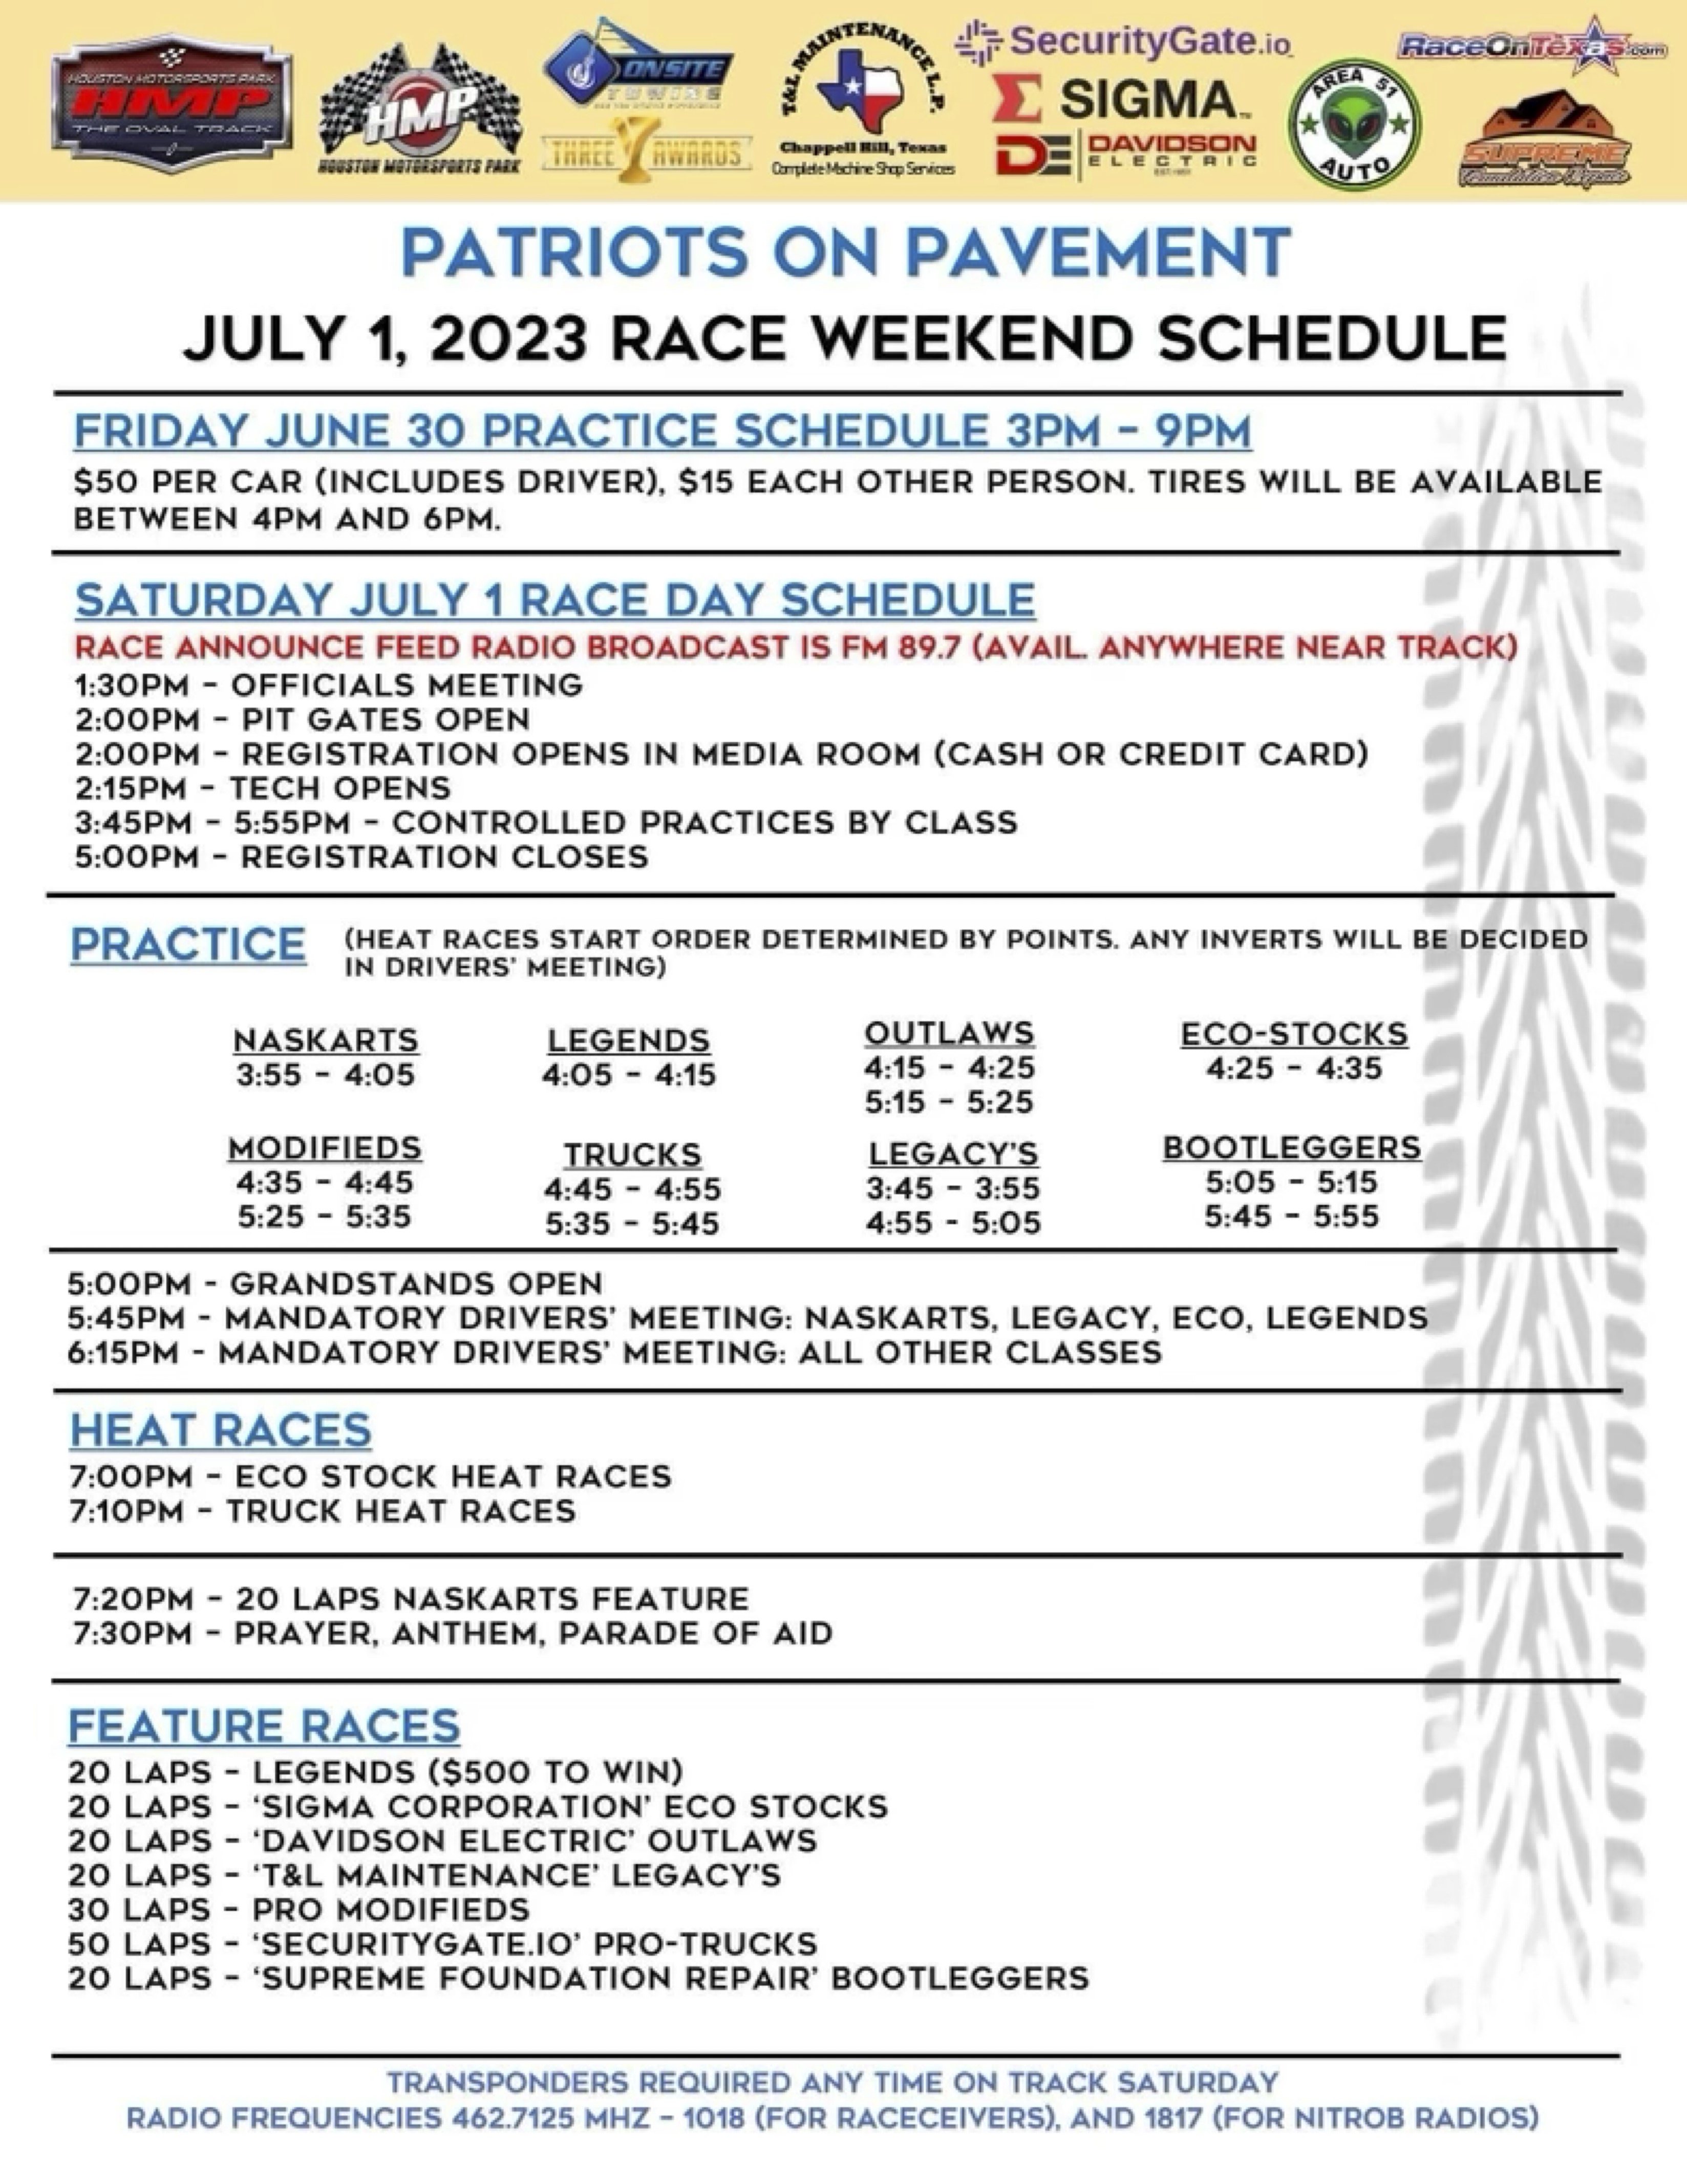 HOUSTON MOTORSPORTS PARK
HMP
THE OVAL TRACK
HMP
HOUSTON MOTORSPORTS PARK
ONSITE
TOWING
THREE AWARDS
T&L MAINTENANCE L.P.
Chappell Hill, Texas
Complete Machine Shop Services
SecurityGate.io
SIGMA
DE DAVIDSON
ELECTRIC
AREA 51
AUTO
RaceOnTexas.com
SUPREME
Foundation Repair
PATRIOTS ON PAVEMENT
JULY 1, 2023 RACE WEEKEND SCHEDULE
FRIDAY JUNE 30 PRACTICE SCHEDULE 3PM - 9PM
$50 PER CAR (INCLUDES DRIVER), $15 EACH OTHER PERSON. TIRES WILL BE AVAILABLE
BETWEEN 4PM AND 6PM.
SATURDAY JULY 1 RACE DAY SCHEDULE
RACE ANNOUNCE FEED RADIO BROADCAST IS FM 89.7 (AVAIL. ANYWHERE NEAR TRACK)
1:30PM - OFFICIALS MEETING
2:00PM - PIT GATES OPEN
2:00PM - REGISTRATION OPENS IN MEDIA ROOM (CASH OR CREDIT CARD)
2:15PM - TECH OPENS
3:45PM - 5:55PM - CONTROLLED PRACTICES BY CLASS
5:00PM - REGISTRATION CLOSES
PRACTICE (HEAT RACES START ORDER DETERMINED BY POINTS. ANY INVERTS WILL BE DECIDED
IN DRIVERS' MEETING)
NASKARTS
3:55 - 4:05
LEGENDS
4:05 - 4:15
OUTLAWS
4:15 - 4:25
5:15 - 5:25
ECO-STOCKS
4:25 - 4:35
MODIFIEDS
4:35 - 4:45
5:25 - 5:35
TRUCKS
4:45 - 4:55
5:35 - 5:45
LEGACY'S
3:45 - 3:55
4:55 - 5:05
BOOTLEGGERS
5:05 - 5:15
5:45 - 5:55
5:00PM - GRANDSTANDS OPEN
5:45PM - MANDATORY DRIVERS' MEETING: NASKARTS, LEGACY, ECO, LEGENDS
6:15PM - MANDATORY DRIVERS' MEETING: ALL OTHER CLASSES
HEAT RACES
7:00PM - ECO STOCK HEAT RACES
7:10PM - TRUCK HEAT RACES
7:20PM - 20 LAPS NASKARTS FEATURE
7:30PM - PRAYER, ANTHEM, PARADE OF AID
FEATURE RACES
20 LAPS - LEGENDS ($500 TO WIN)
20 LAPS - 'SIGMA CORPORATION' ECO STOCKS
20 LAPS - 'DAVIDSON ELECTRIC' OUTLAWS
20 LAPS - 'T&L MAINTENANCE' LEGACY'S
30 LAPS - PRO MODIFIEDS
50 LAPS - 'SECURITYGATE.IO' PRO-TRUCKS
20 LAPS - 'SUPREME FOUNDATION REPAIR' BOOTLEGGERS
TRANSPONDERS REQUIRED ANY TIME ON TRACK SATURDAY
RADIO FREQUENCIES 462.7125 MHZ - 1018 (FOR RACECEIVERS), AND 1817 (FOR NITROB RADIOS)